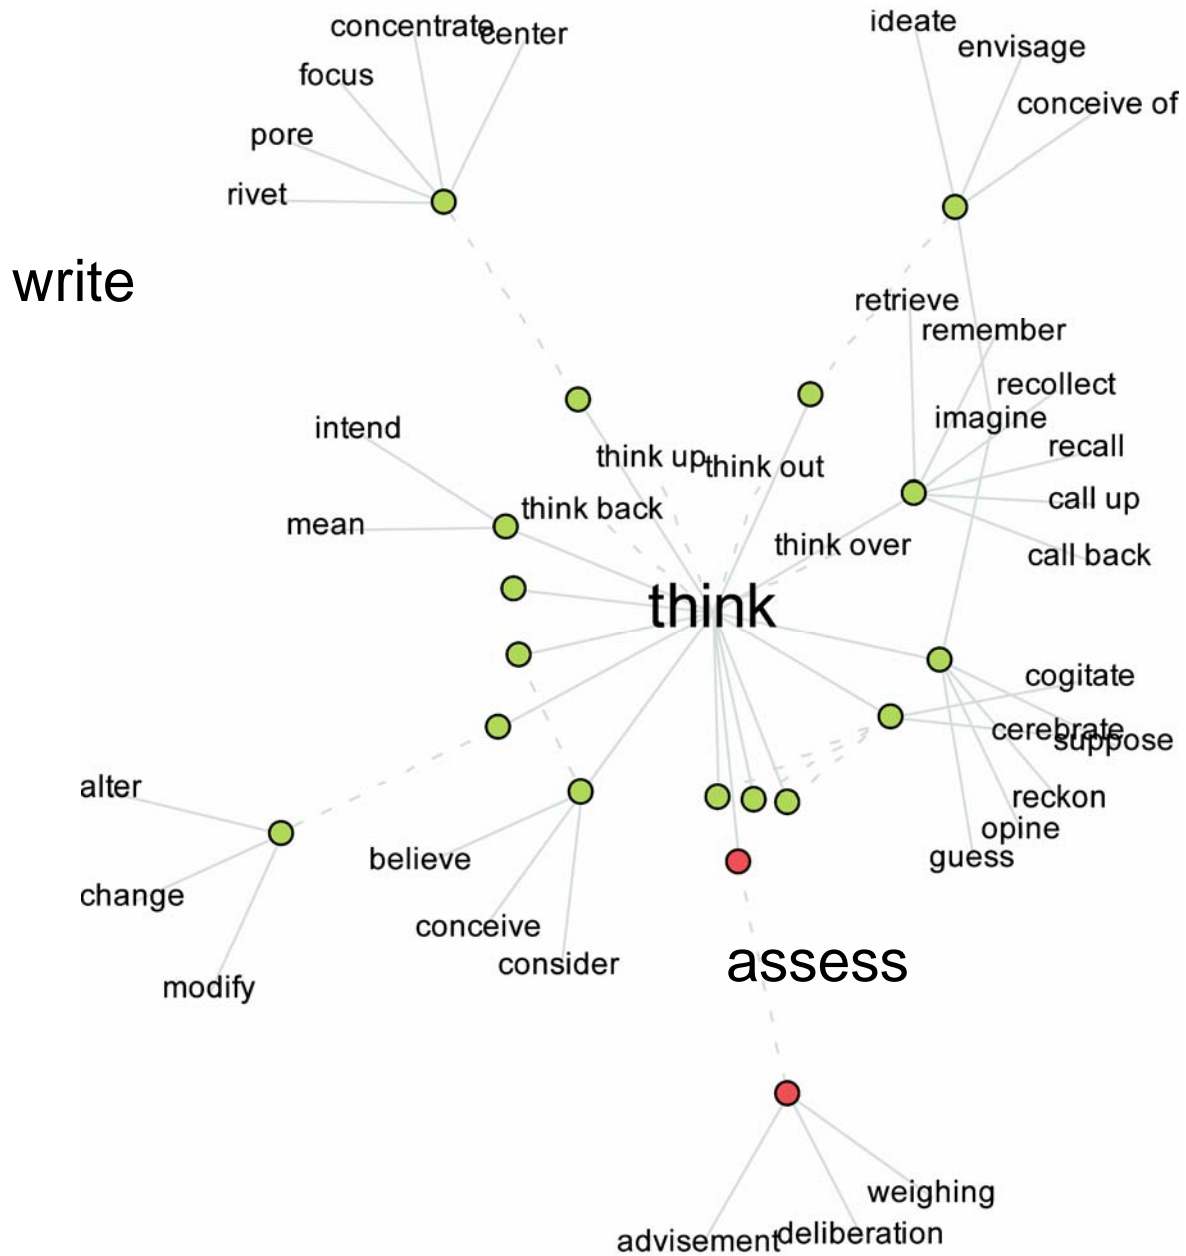 ideate
concentrate
center
envisage
focus
conceive of
pore
rivet
write
retrieve
remember
recollect
imagine
intend
recall
think up
think out
call up
think back
mean
think over
call back
think
cogitate
cerebrate
suppose
alter
reckon
opine
guess
believe
change
conceive
consider
assess
modify
weighing
deliberation
advisement